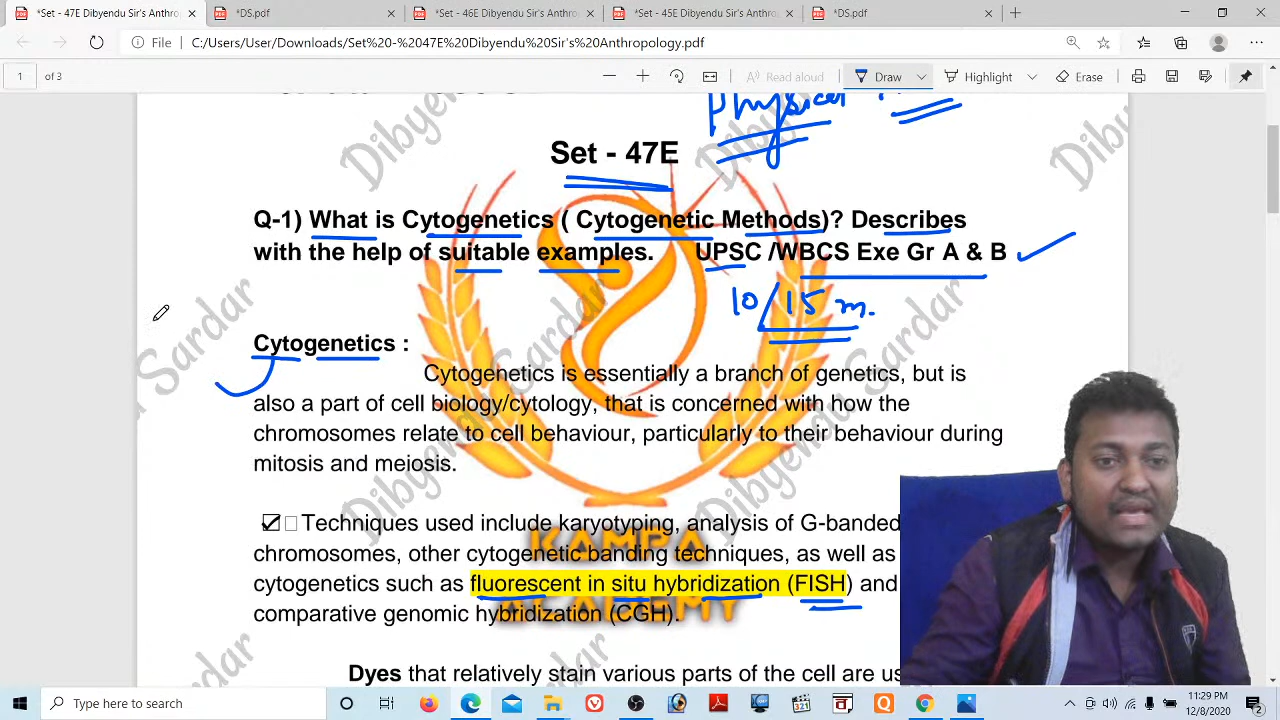 *Set - 47E Dibyendu Sir's Anthro
*DS.pdf
*Set - 46E Dibyendu Sir's Anthro
*Set - 45E Dibyendu Sir's Anthro
*DS.pdf
File
C:/Users/User/Downloads/Set%20-%2047E%20Dibyendu%20Sir's%20Anthropology.pdf
1
of 3
Read aloud
Draw
Highlight
Erase
Physical
Set - 47E
Q-1) What is Cytogenetics ( Cytogenetic Methods)? Describes
with the help of suitable examples. UPSC /WBCS Exe Gr A & B
10/15 m.
Cytogenetics :
Cytogenetics is essentially a branch of genetics, but is
also a part of cell biology/cytology, that is concerned with how the
chromosomes relate to cell behaviour, particularly to their behaviour during
mitosis and meiosis.
Techniques used include karyotyping, analysis of G-banded
chromosomes, other cytogenetic banding techniques, as well as
cytogenetics such as fluorescent in situ hybridization (FISH) and
comparative genomic hybridization (CGH).
Dyes that relatively stain various parts of the cell are us
KAMPA
ACADEMY
Dibyendu Sardar
Type here to search
1:29 PM
12/8/2020